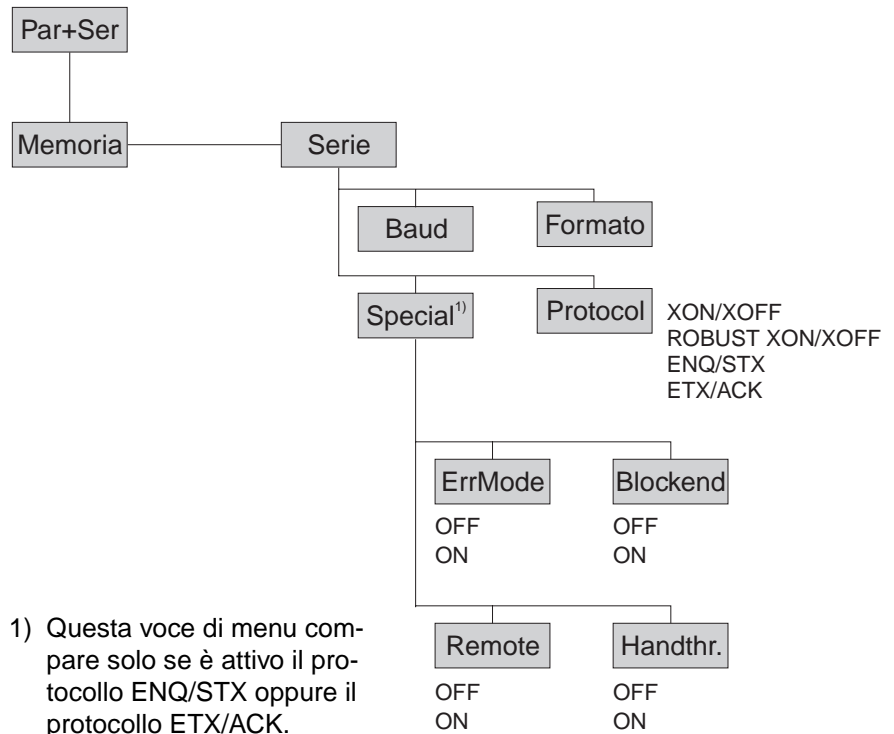 Par+Ser
Memoria
Serie
Baud
Formato
Special1)
Protocol
XON/XOFF
ROBUST XON/XOFF
ENQ/STX
ETX/ACK
ErrMode
OFF
ON
Blockend
OFF
ON
Remote
OFF
ON
Handthr.
OFF
ON
1) Questa voce di menu com-
pare solo se è attivo il pro-
tocollo ENQ/STX oppure il
protocollo ETX/ACK.